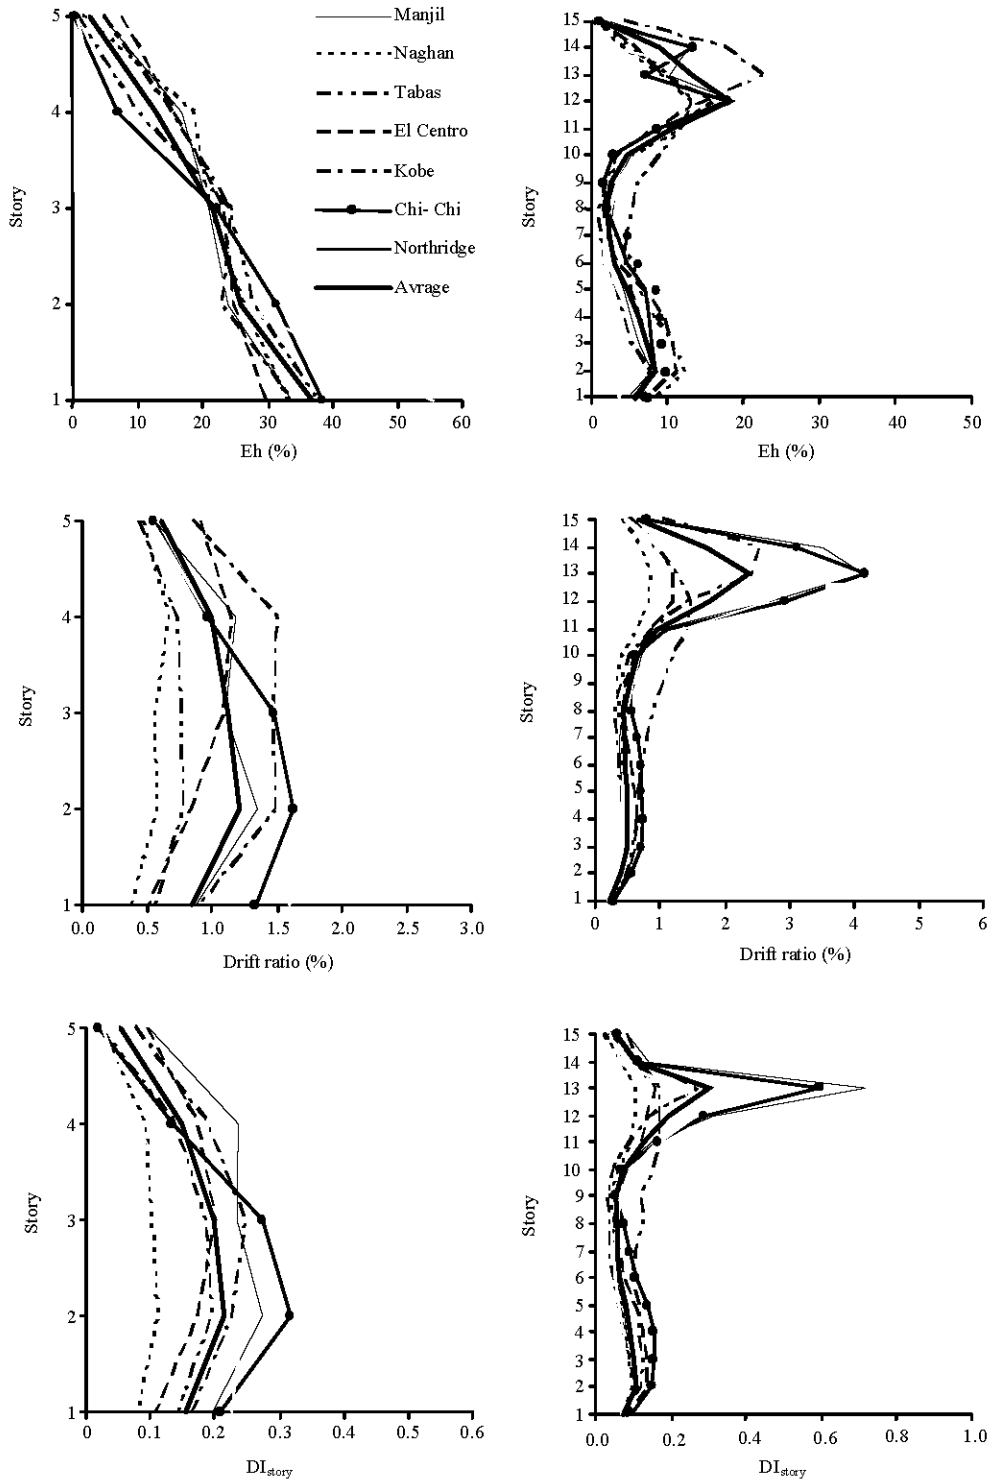 Manjil
Naghan
Tabas
El Centro
Kobe
Chi- Chi
Northridge
Avrage
Story
5
4
3
2
1
0 10 20 30 40 50 60
Eh (%)
Story
15
14
13
12
11
10
9
8
7
6
5
4
3
2
1
0 10 20 30 40 50
Eh (%)
Story
5
4
3
2
1
0.0 0.5 1.0 1.0 2.0 2.5 3.0
Drift ratio (%)
Story
15
14
13
12
11
10
9
8
7
6
5
4
3
2
1
0 1 2 3 4 5 6
Drift ratio (%)
Story
5
4
3
2
1
0 0.1 0.2 0.3 0.4 0.5 0.6
DIstory
Story
15
14
13
12
11
10
9
8
7
6
5
4
3
2
1
0.0 0.2 0.4 0.6 0.8 1.0
DIstory